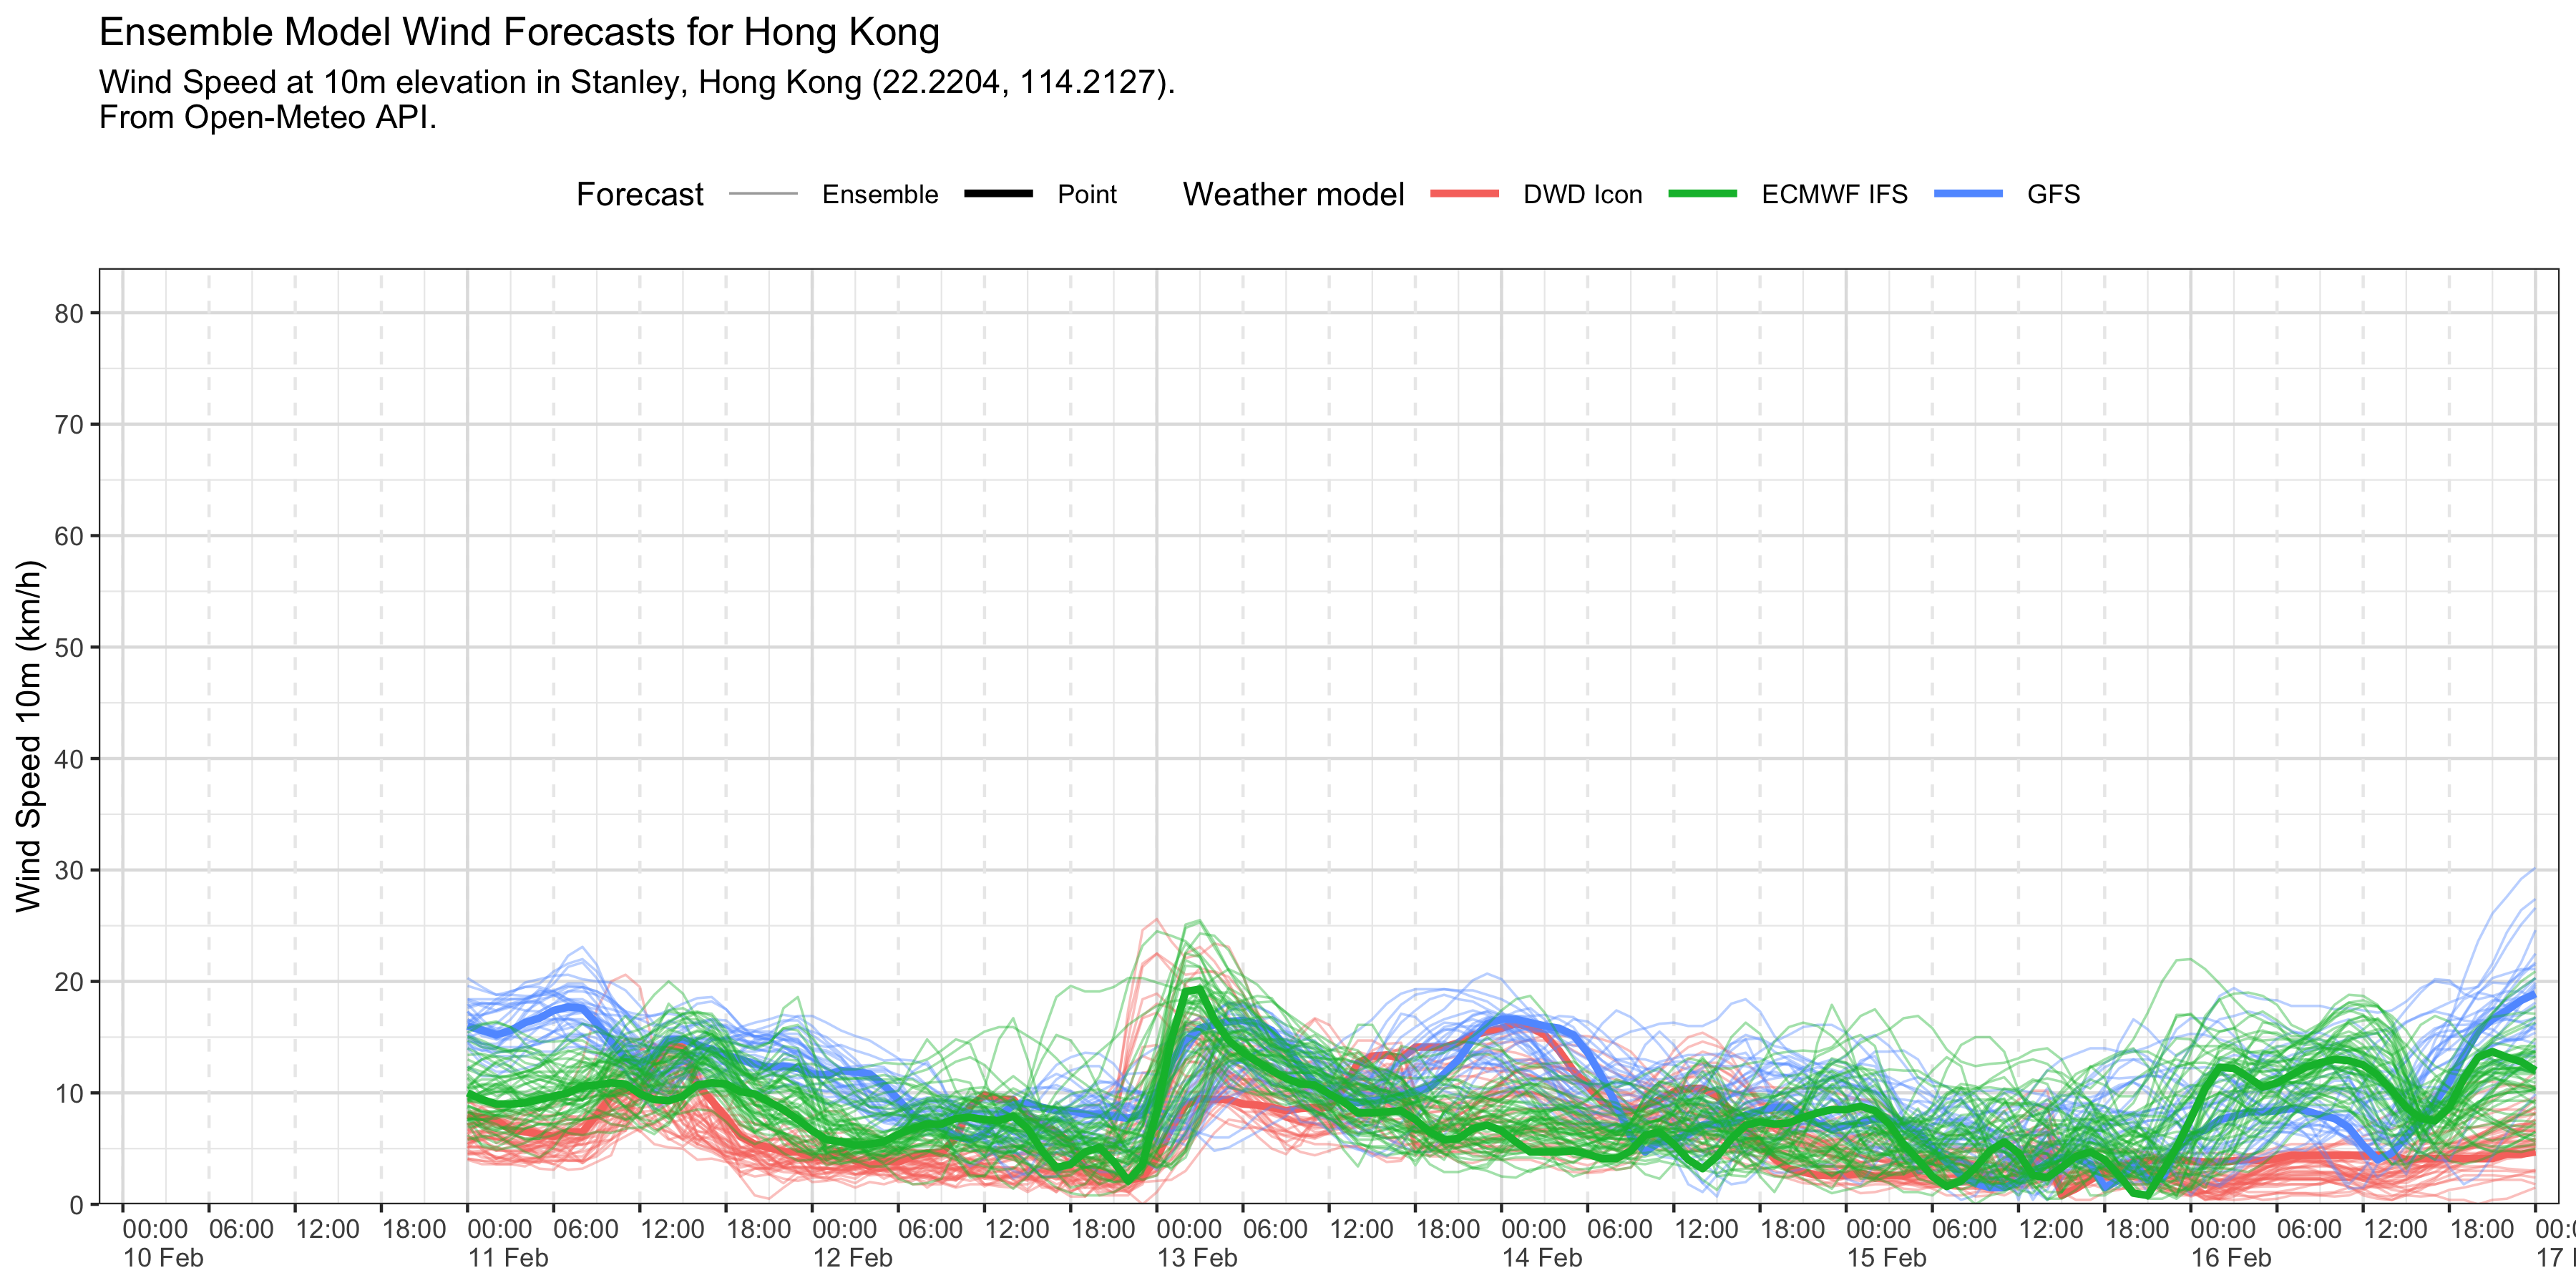 Ensemble Model Wind Forecasts for Hong Kong
Wind Speed at 10m elevation in Stanley, Hong Kong (22.2204, 114.2127).
From Open-Meteo API.
Forecast Ensemble Point Weather model DWD Icon ECMWF IFS GFS
Wind Speed 10m (km/h)
80
70
60
50
40
30
20
10
0
00:00 06:00 12:00 18:00 00:00 06:00 12:00 18:00 00:00 06:00 12:00 18:00 00:00 06:00 12:00 18:00 00:00 06:00 12:00 18:00 00:00 06:00 12:00 18:00 00:00 06:00 12:00 18:00
10 Feb 11 Feb 12 Feb 13 Feb 14 Feb 15 Feb 16 Feb 17